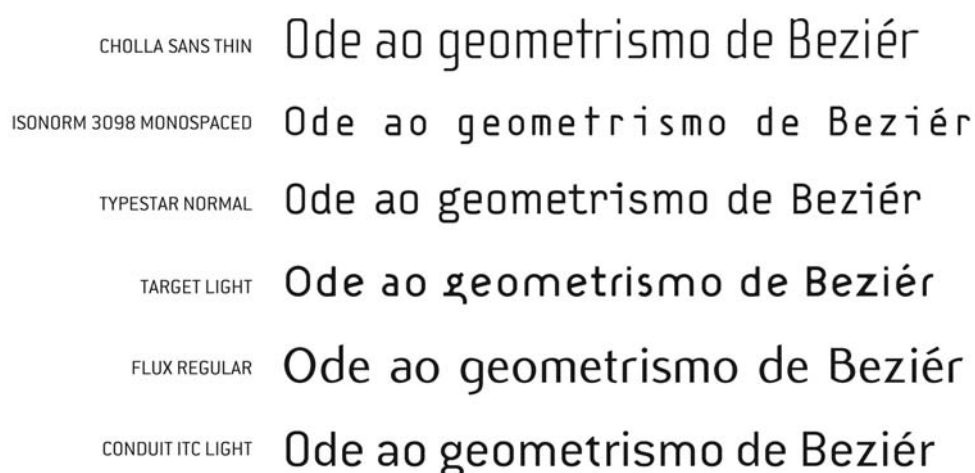 CHOLLA SANS THIN Ode ao geometrismo de Beziér
ISONORM 3098 MONOSPACED Ode ao geometrismo de Beziér
TYPESTAR NORMAL Ode ao geometrismo de Beziér
TARGET LIGHT Ode ao geometrismo de Beziér
FLUX REGULAR Ode ao geometrismo de Beziér
CONDUIT ITC LIGHT Ode ao geometrismo de Beziér